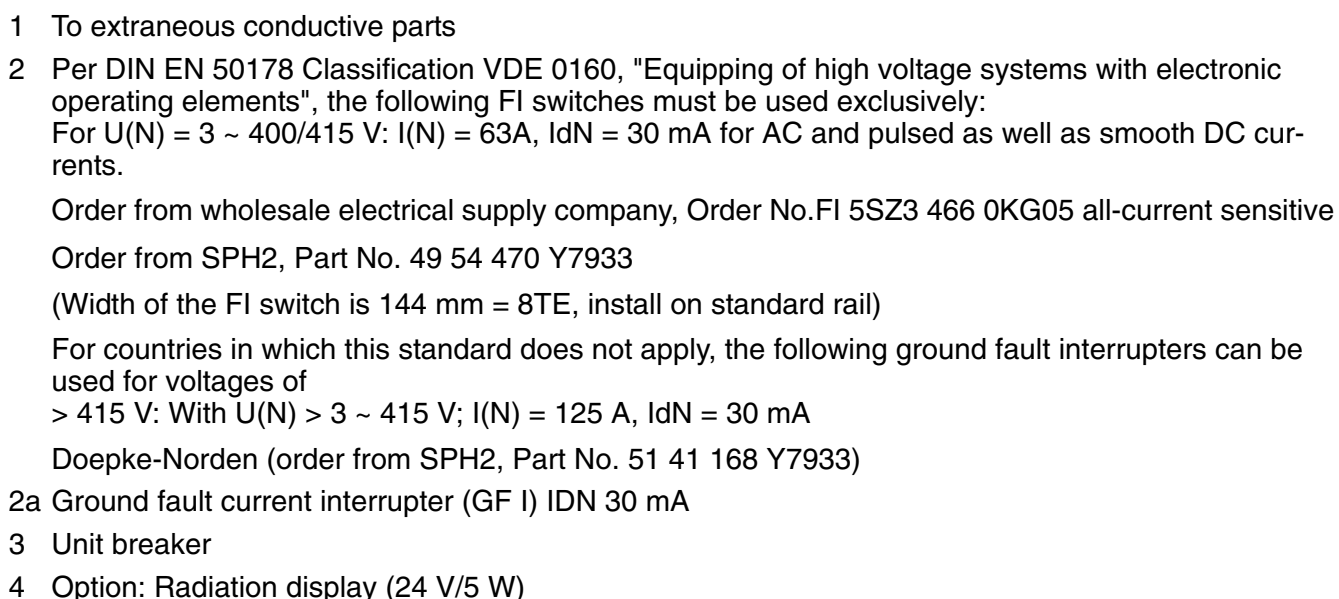 1 To extraneous conductive parts
2 Per DIN EN 50178 Classification VDE 0160, "Equipping of high voltage systems with electronic
operating elements", the following FI switches must be used exclusively:
For U(N) = 3 ~ 400/415 V: I(N) = 63A, IdN = 30 mA for AC and pulsed as well as smooth DC cur-
rents.
Order from wholesale electrical supply company, Order No.FI 5SZ3 466 0KG05 all-current sensitive
Order from SPH2, Part No. 49 54 470 Y7933
(Width of the FI switch is 144 mm = 8TE, install on standard rail)
For countries in which this standard does not apply, the following ground fault interrupters can be
used for voltages of
> 415 V: With U(N) > 3 ~ 415 V; I(N) = 125 A, IdN = 30 mA
Doepke-Norden (order from SPH2, Part No. 51 41 168 Y7933)
2a Ground fault current interrupter (GF I) IDN 30 mA
3 Unit breaker
4 Option: Radiation display (24 V/5 W)